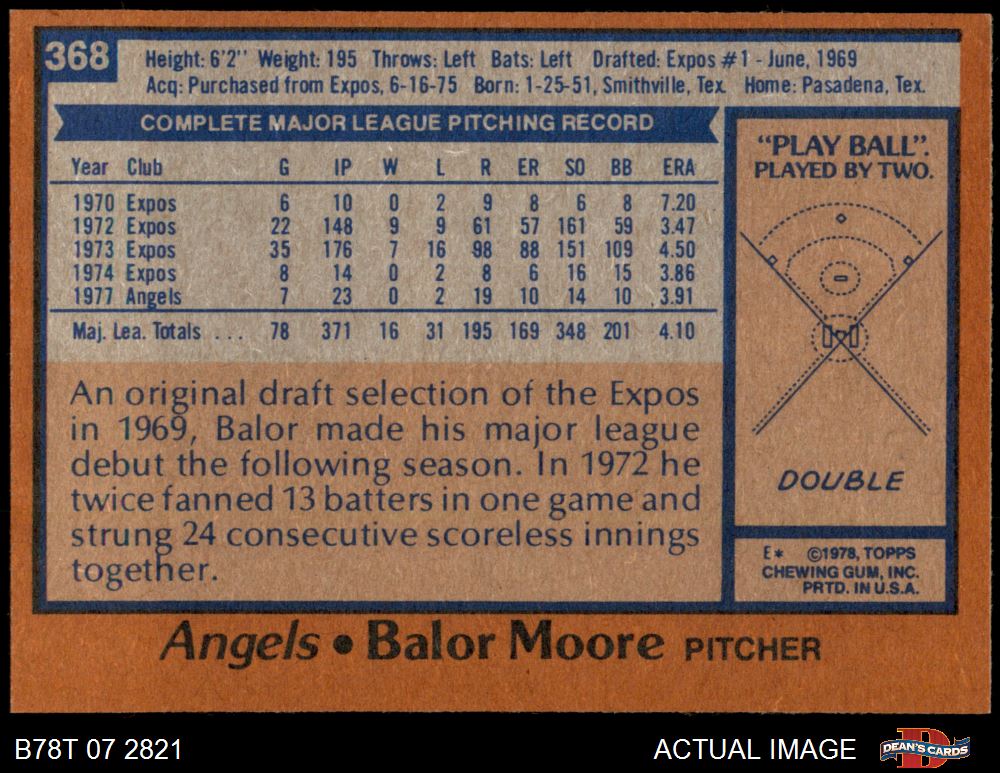 368
Height: 6'2'' Weight: 195 Throws: Left Bats: Left Drafted: Expos #1 - June, 1969
Acq: Purchased from Expos, 6-16-75 Born: 1-25-51, Smithville, Tex. Home: Pasadena, Tex.
COMPLETE MAJOR LEAGUE PITCHING RECORD
Year Club G IP W L R ER SO BB ERA
1970 Expos 6 10 0 2 9 8 6 8 7.20
1972 Expos 22 148 9 9 61 57 161 59 3.47
1973 Expos 35 176 7 16 98 88 151 109 4.50
1974 Expos 8 14 0 2 8 6 16 15 3.86
1977 Angels 7 23 0 2 19 10 14 10 3.91
Maj. Lea. Totals ... 78 371 16 31 195 169 348 201 4.10
An original draft selection of the Expos
in 1969, Balor made his major league
debut the following season. In 1972 he
twice fanned 13 batters in one game and
strung 24 consecutive scoreless innings
together.
"PLAY BALL".
PLAYED BY TWO.
DOUBLE
E* ©1978, TOPPS
CHEWING GUM, INC.
PRTD. IN U.S.A.
Angels • Balor Moore PITCHER
B78T 07 2821
ACTUAL IMAGE
DEAN'S CARDS